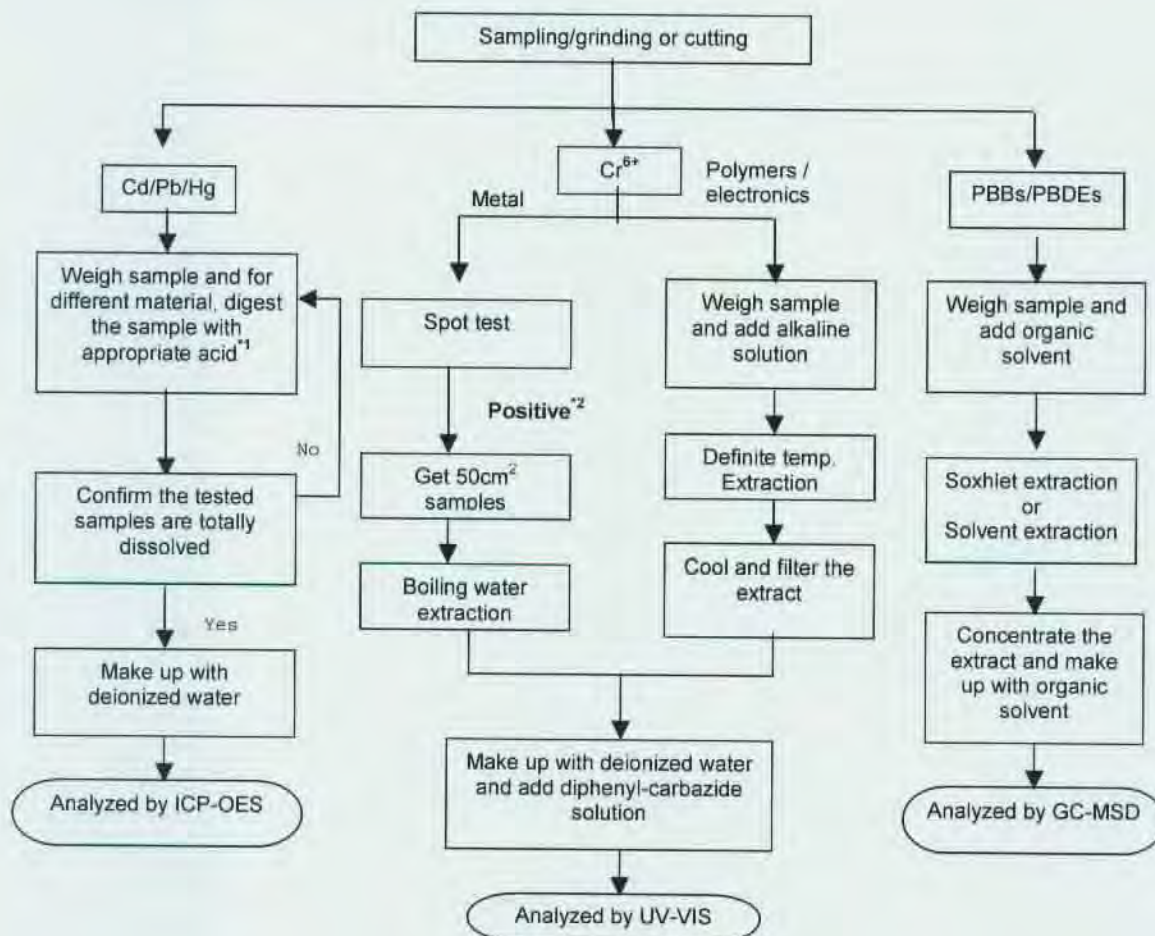 Sampling/grinding or cutting
Cd/Pb/Hg
Weigh sample and for
different material, digest
the sample with
appropriate acid*1
No
Confirm the tested
samples are totally
dissolved
Yes
Make up with
deionized water
Analyzed by ICP-OES
Cr6+
Metal
Spot test
Positive*2
Get 50cm2
samples
Boiling water
extraction
Polymers /
electronics
Weigh sample
and add alkaline
solution
Definite temp.
Extraction
Cool and filter the
extract
Make up with deionized water
and add diphenyl-carbazide
solution
Analyzed by UV-VIS
PBBs/PBDEs
Weigh sample and
add organic
solvent
Soxhiet extraction
or
Solvent extraction
Concentrate the
extract and make
up with organic
solvent
Analyzed by GC-MSD